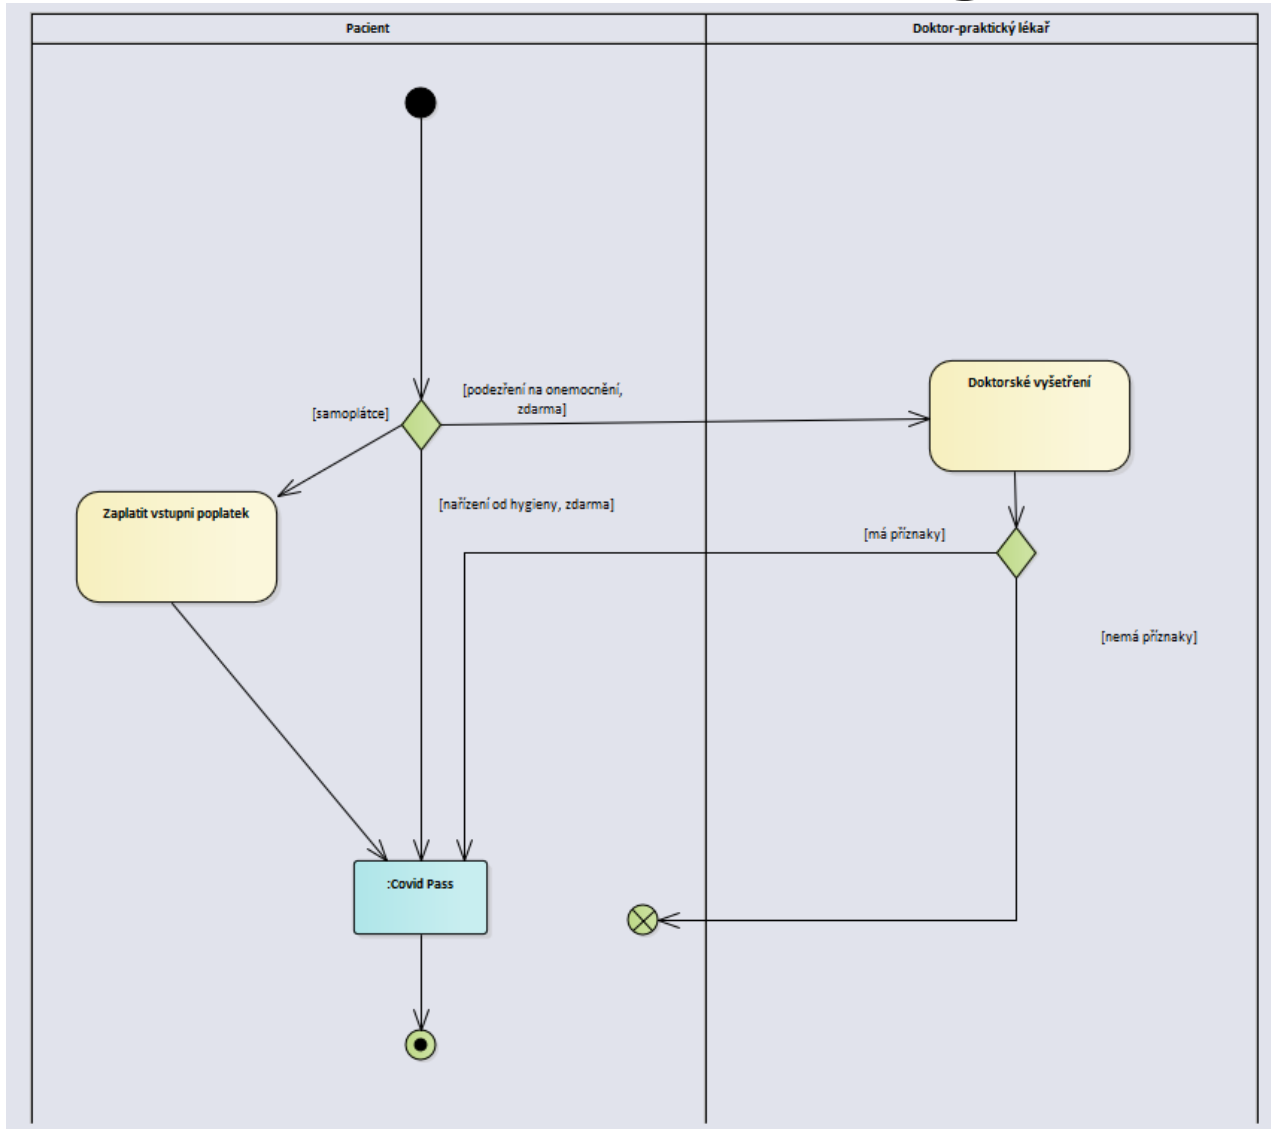 Pacient
Doktor-praktický lékař
[podezření na onemocnění,
zdarma]
[samoplátce]
Doktorské vyšetření
Zaplatit vstupni poplatek
[nařízení od hygieny, zdarma]
[má příznaky]
[nemá příznaky]
:Covid Pass